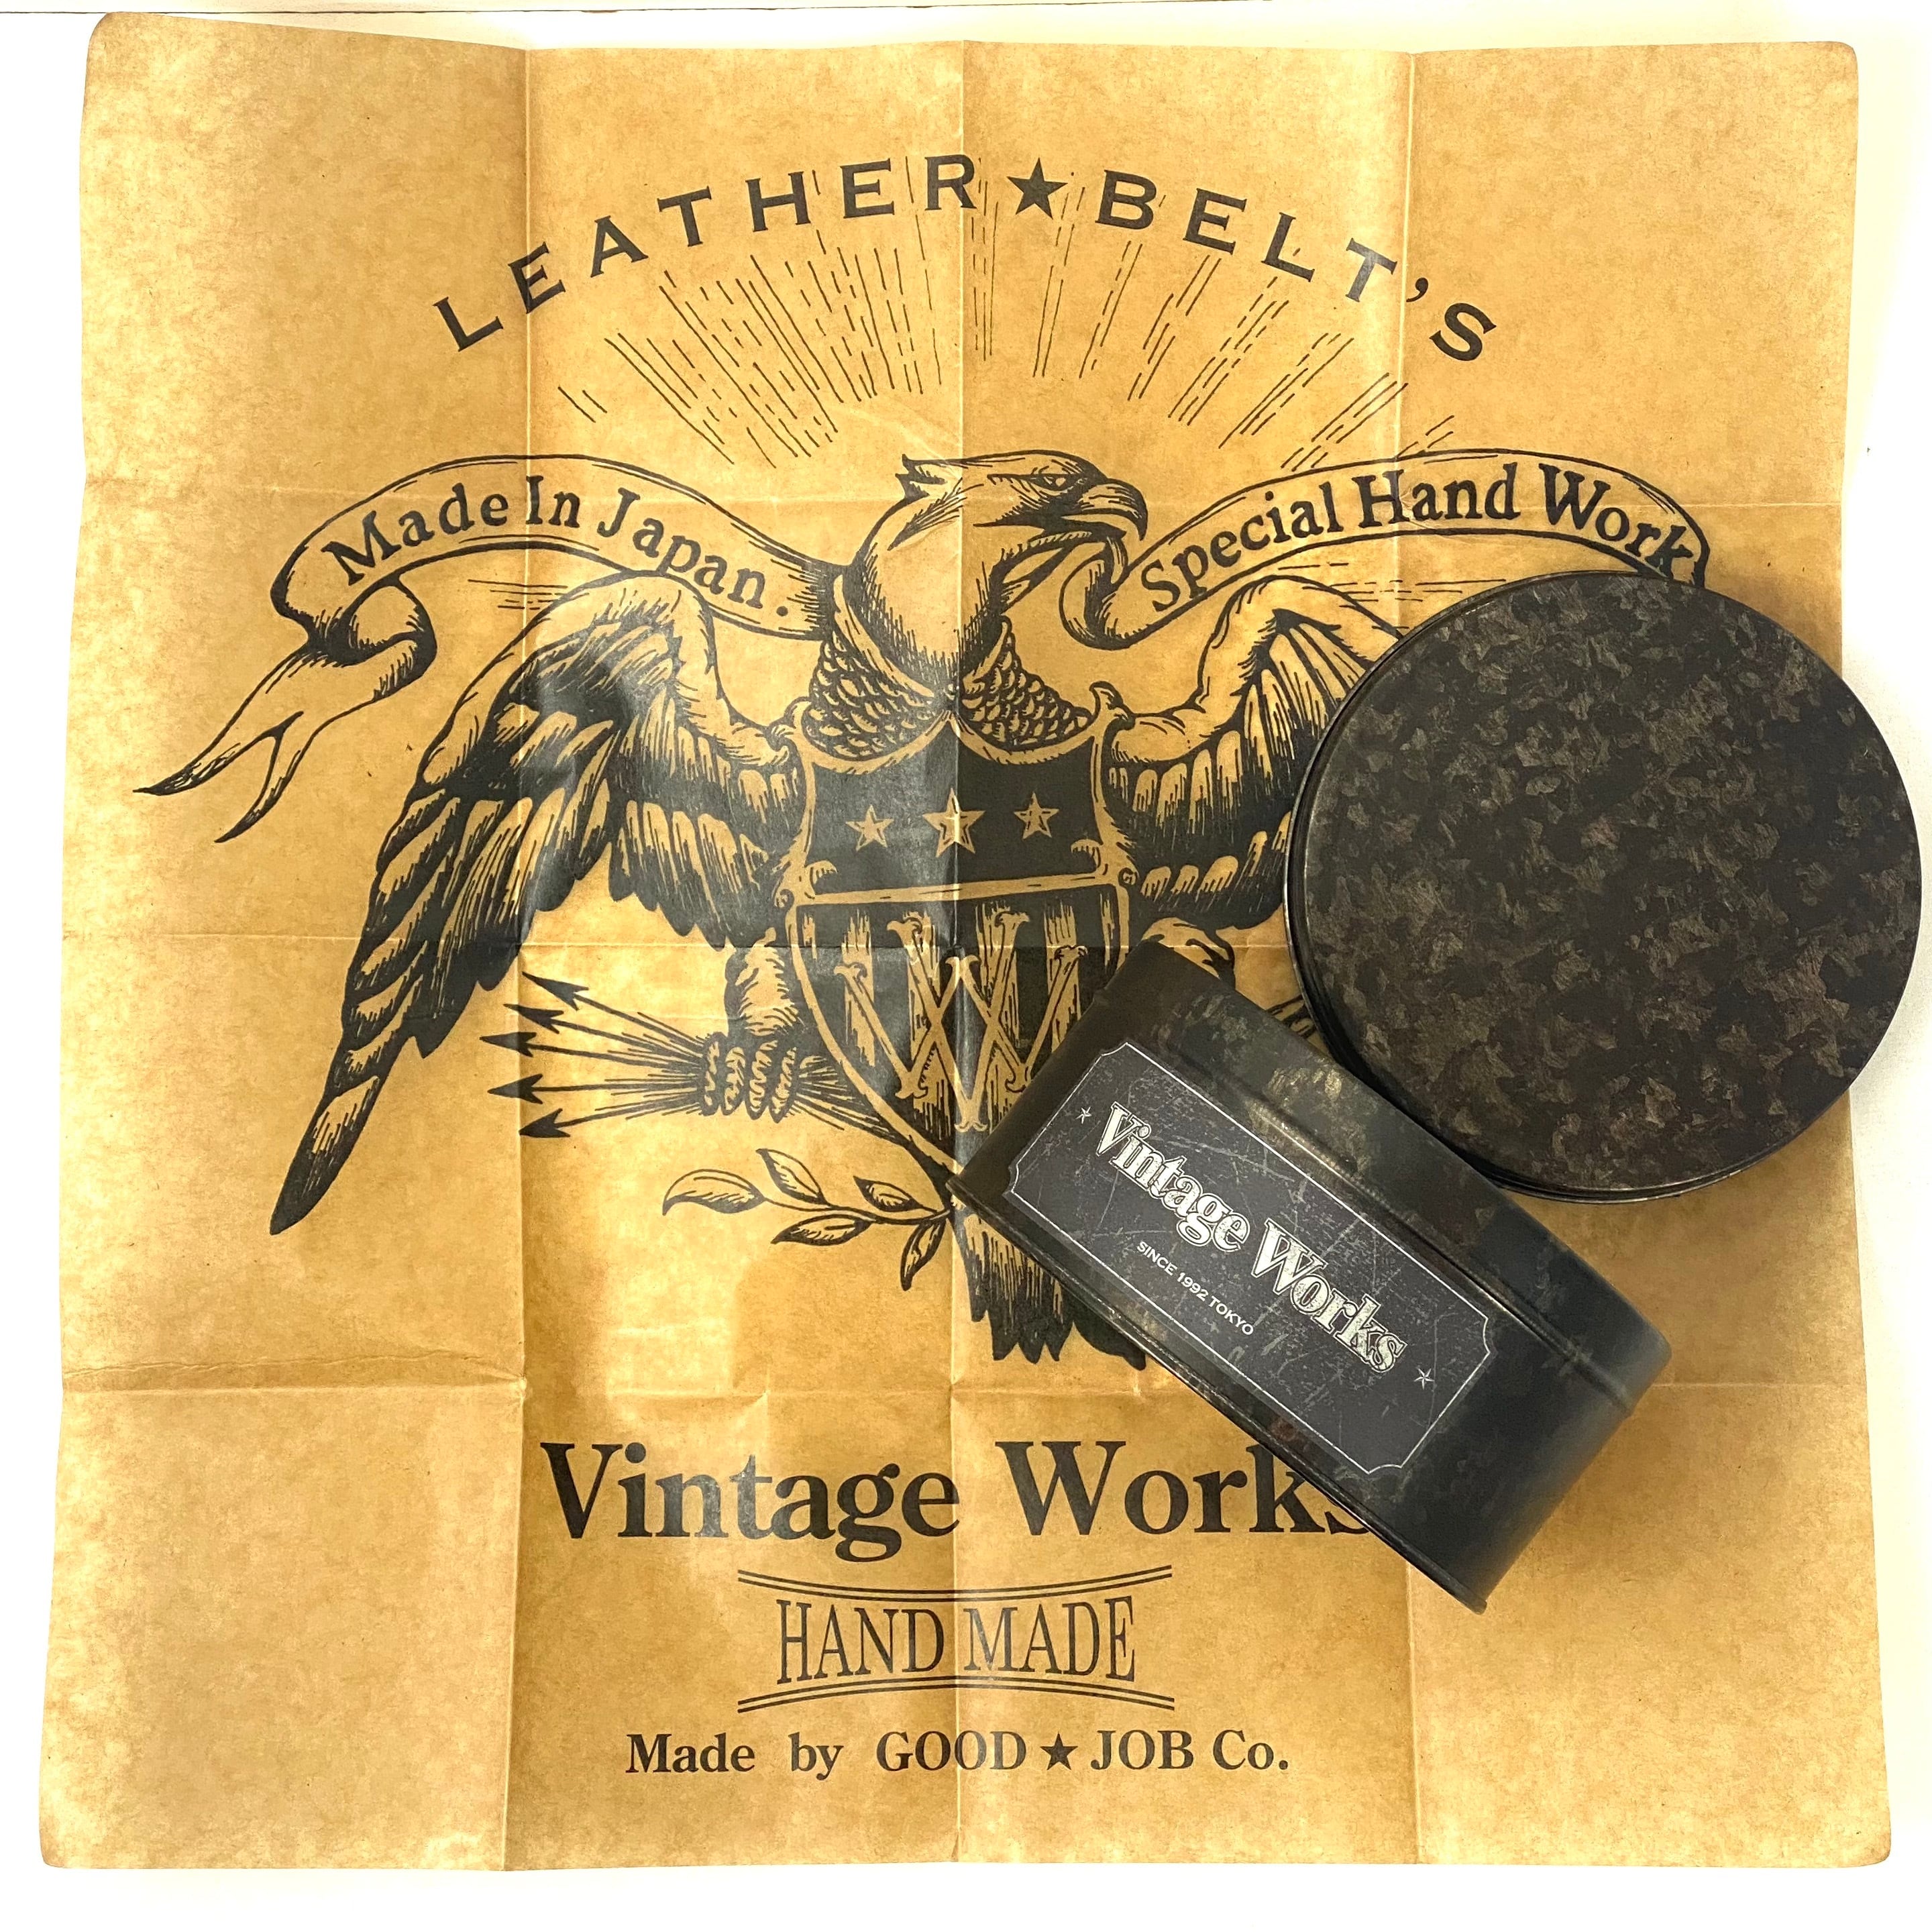 LEATHER★BELT'S
Made In Japan.
Special Hand Work
VW
Vintage Works
SINCE 1992 TOKYO
Vintage Works
HAND MADE
Made by GOOD★JOB Co.